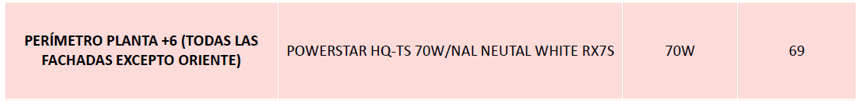 PERÍMETRO PLANTA +6 (TODAS LAS
FACHADAS EXCEPTO ORIENTE)
POWERSTAR HQ-TS 70W/NAL NEUTAL WHITE RX7S
70W
69